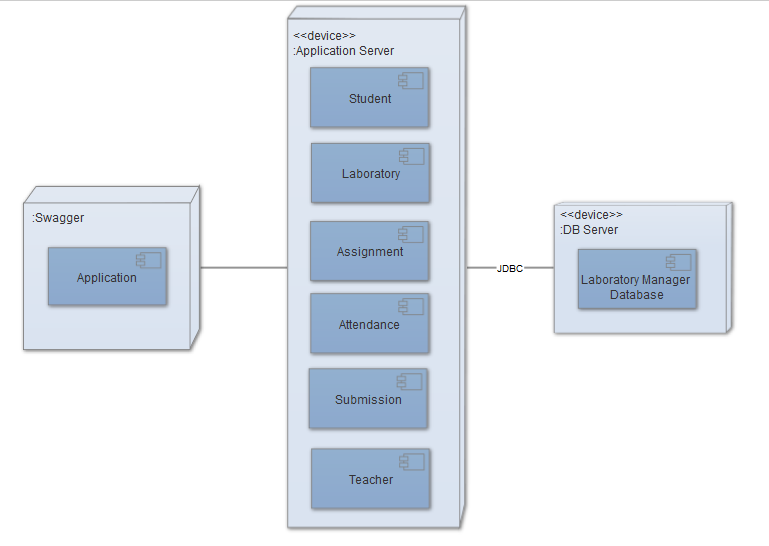 :Swagger
Application
<<device>>
:Application Server
Student
Laboratory
Assignment
Attendance
Submission
Teacher
JDBC
<<device>>
:DB Server
Laboratory Manager
Database